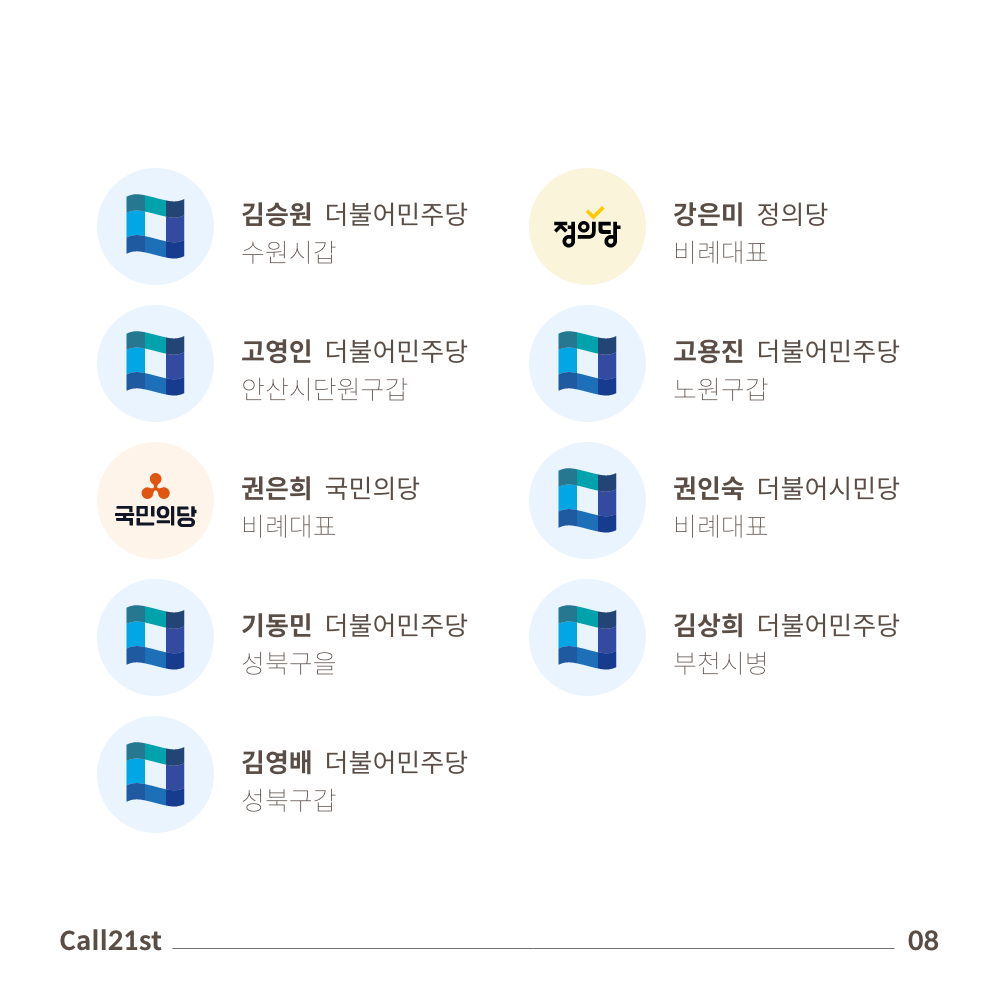 김승원 더불어민주당
수원시갑
정의당
강은미 정의당
비례대표
고영인 더불어민주당
안산시단원구갑
고용진 더불어민주당
노원구갑
국민의당
권은희 국민의당
비례대표
권인숙 더불어시민당
비례대표
기동민 더불어민주당
성북구을
김상희 더불어민주당
부천시병
김영배 더불어민주당
성북구갑
Call21st
08